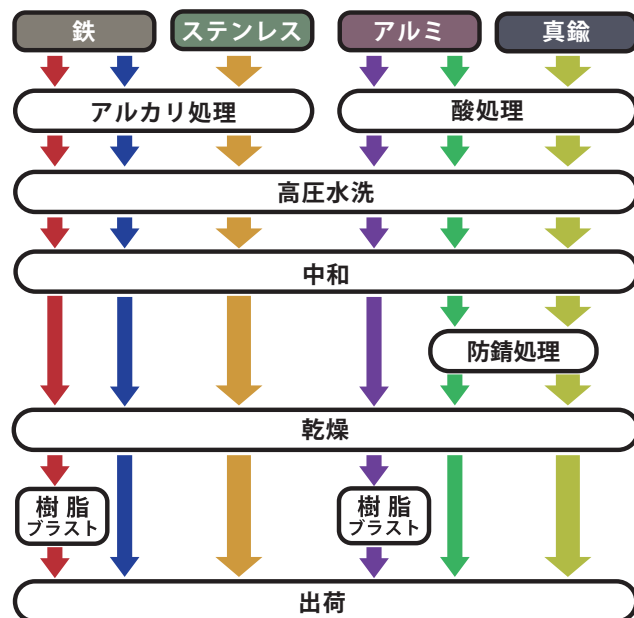 鉄
ステンレス
アルミ
真鍮
アルカリ処理
酸処理
高圧水洗
中和
防錆処理
乾燥
樹脂
ブラスト
樹脂
ブラスト
出荷